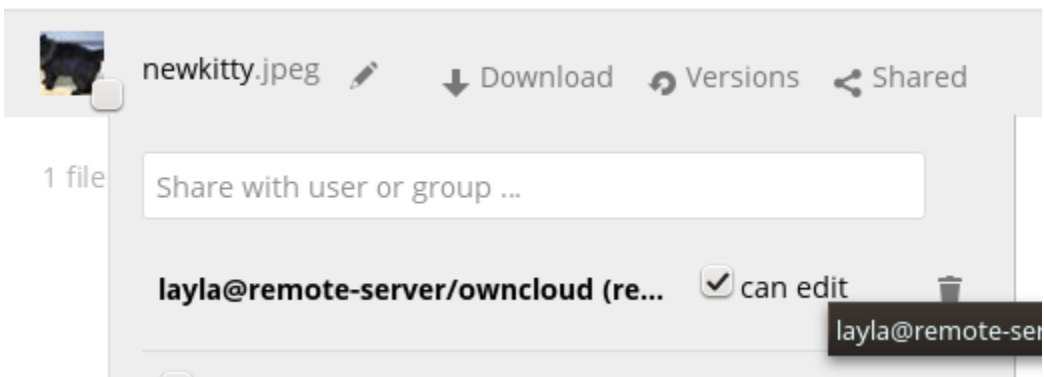 newkitty.jpeg Download Versions Shared
1 file
Share with user or group ...
layla@remote-server/owncloud (re... can edit
layla@remote-ser